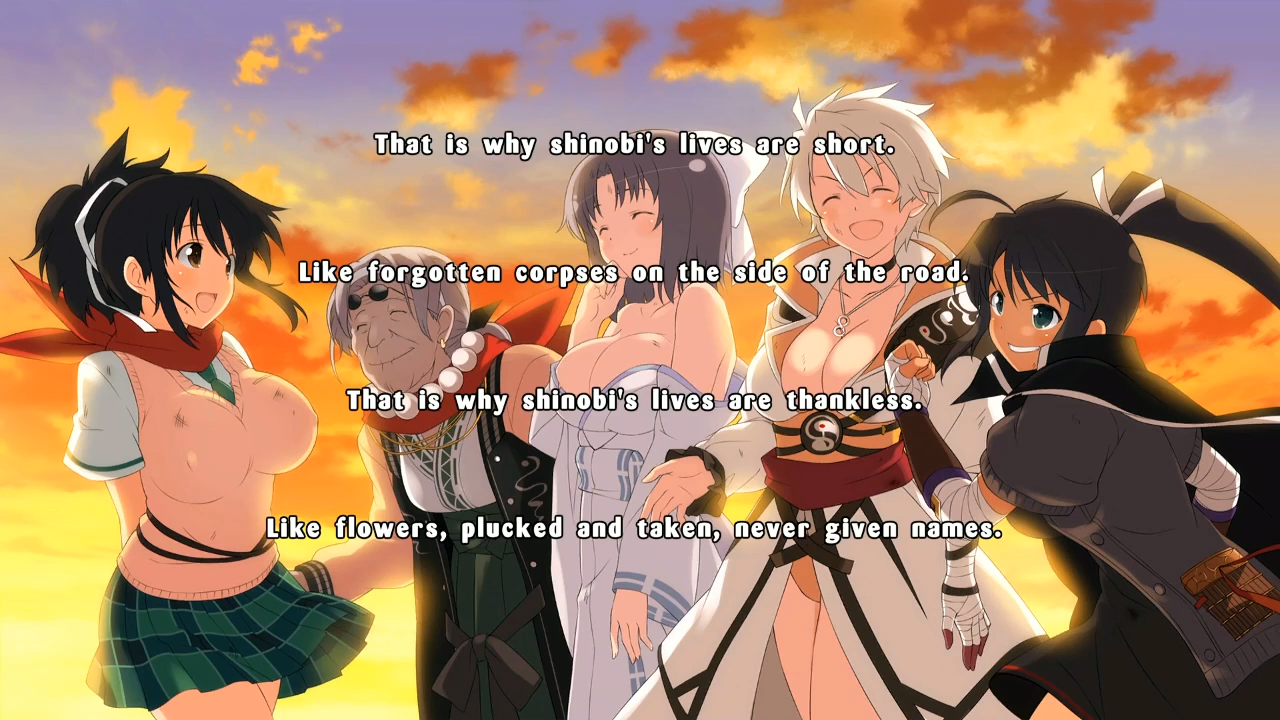 That is why shinobi's lives are short.
Like forgotten corpses on the side of the road.
That is why shinobi's lives are thankless.
Like flowers, plucked and taken, never given names.